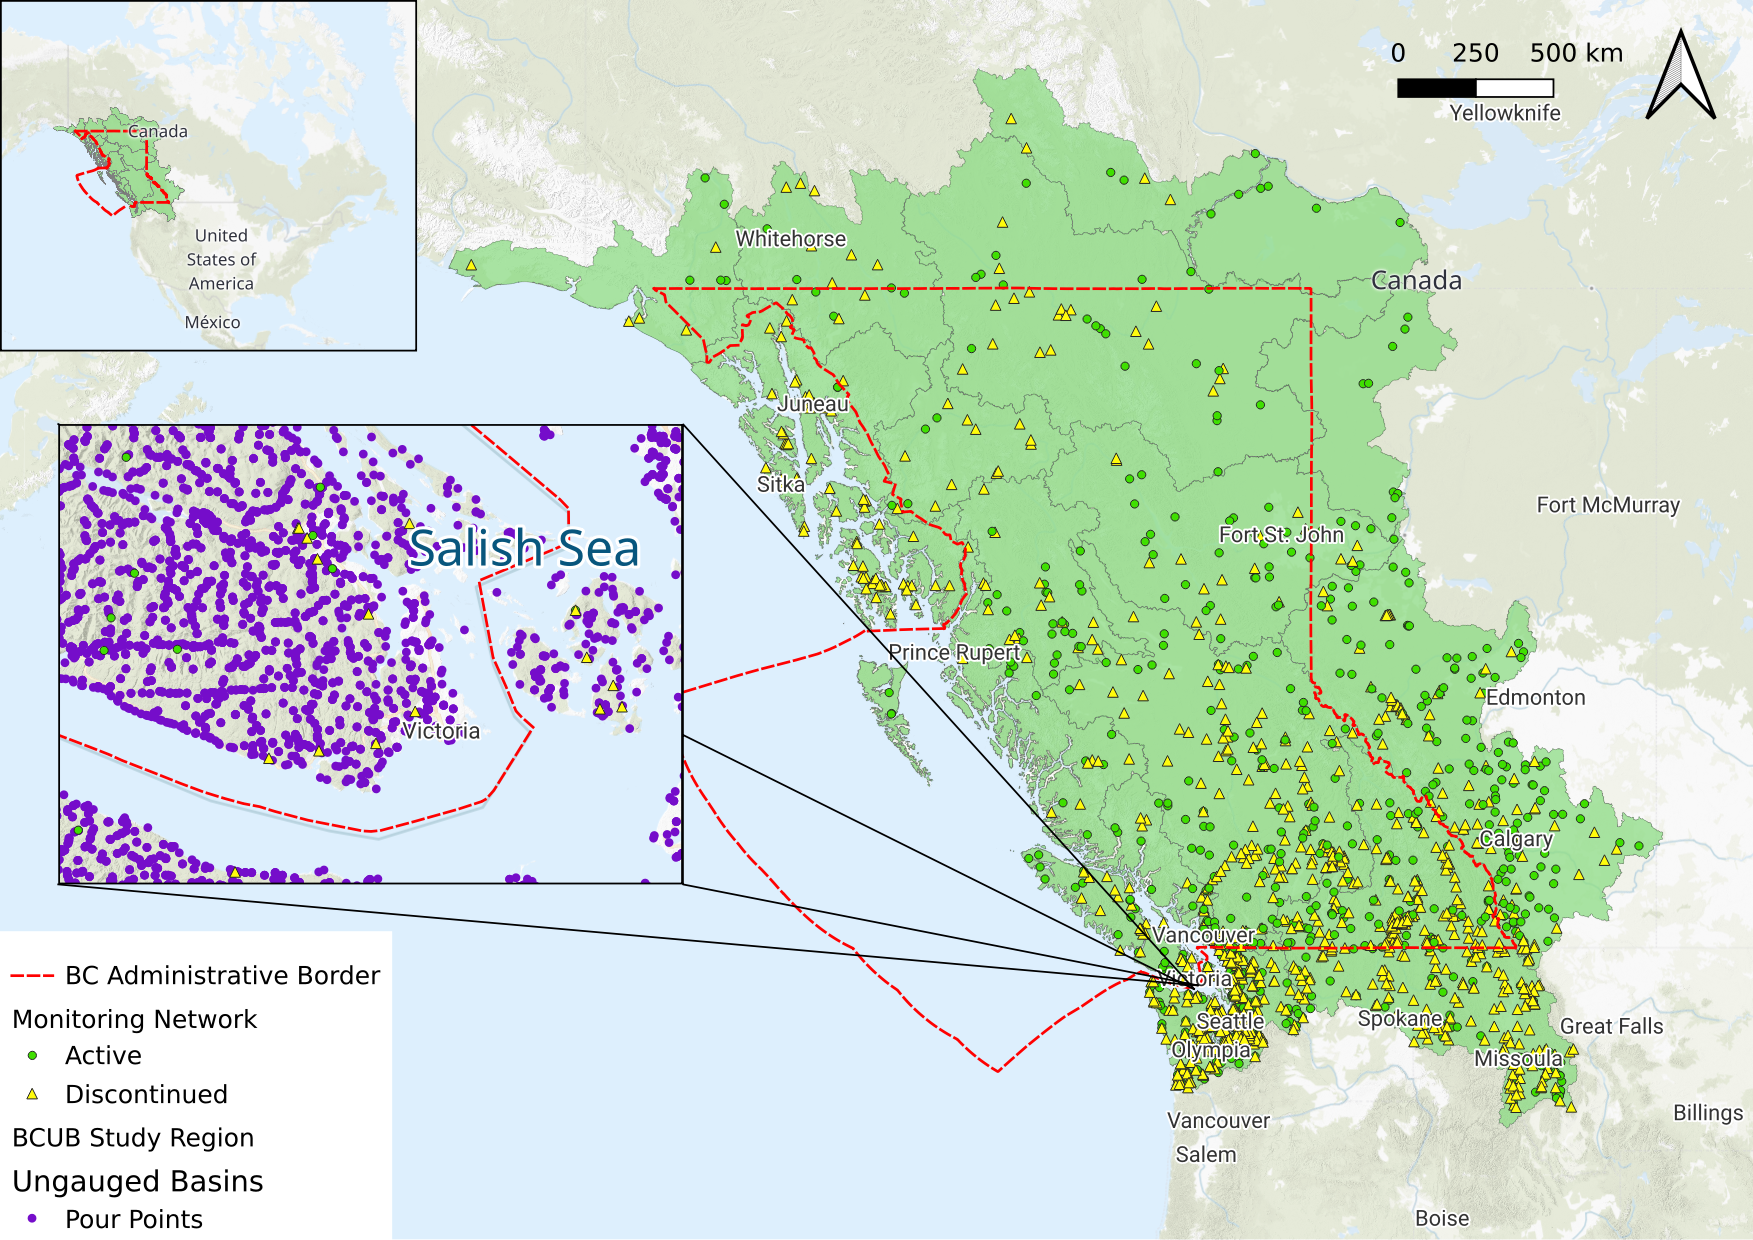 Canada
United
States of
America
México
0 250 500 km
Yellowknife
Whitehorse
Canada
Juneau
Sitka
Fort McMurray
Fort St. John
Salish Sea
Prince Rupert
Edmonton
Victoria
Calgary
Vancouver
Victoria
Seattle
Spokane
Great Falls
Olympia
Missoula
Vancouver
Billings
Salem
Boise
BC Administrative Border
Monitoring Network
Active
Discontinued
BCUB Study Region
Ungauged Basins
Pour Points